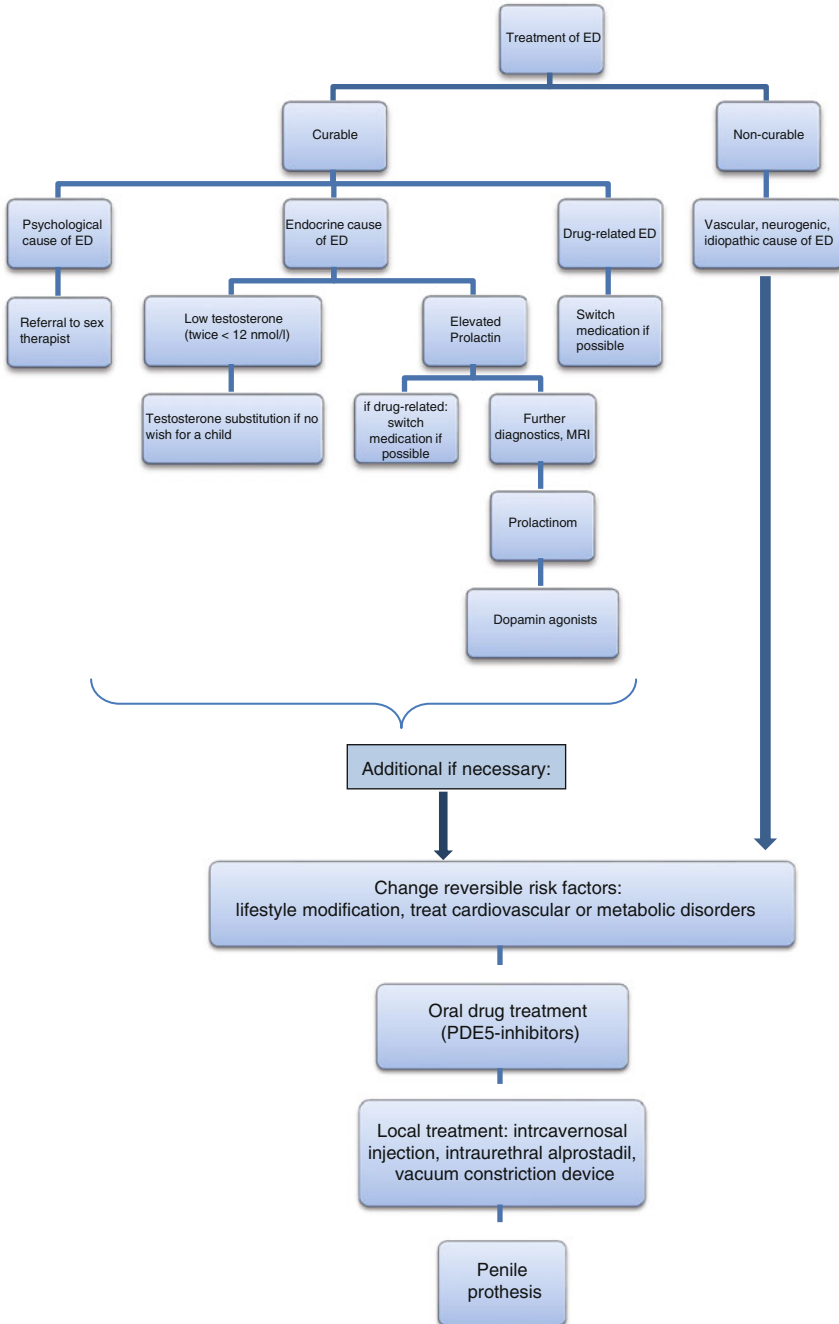 Treatment of ED
Curable
Non-curable
Psychological
cause of ED
Endocrine cause
of ED
Drug-related ED
Vascular, neurogenic,
idiopathic cause of ED
Referral to sex
therapist
Low testosterone
(twice < 12 nmol/l)
Elevated
Prolactin
Switch
medication if
possible
Testosterone substitution if no
wish for a child
if drug-related:
switch
medication if
possible
Further
diagnostics, MRI
Prolactinom
Dopamin agonists
Additional if necessary:
Change reversible risk factors:
lifestyle modification, treat cardiovascular or metabolic disorders
Oral drug treatment
(PDE5-inhibitors)
Local treatment: intrcavernosal
injection, intraurethral alprostadil,
vacuum constriction device
Penile
prothesis